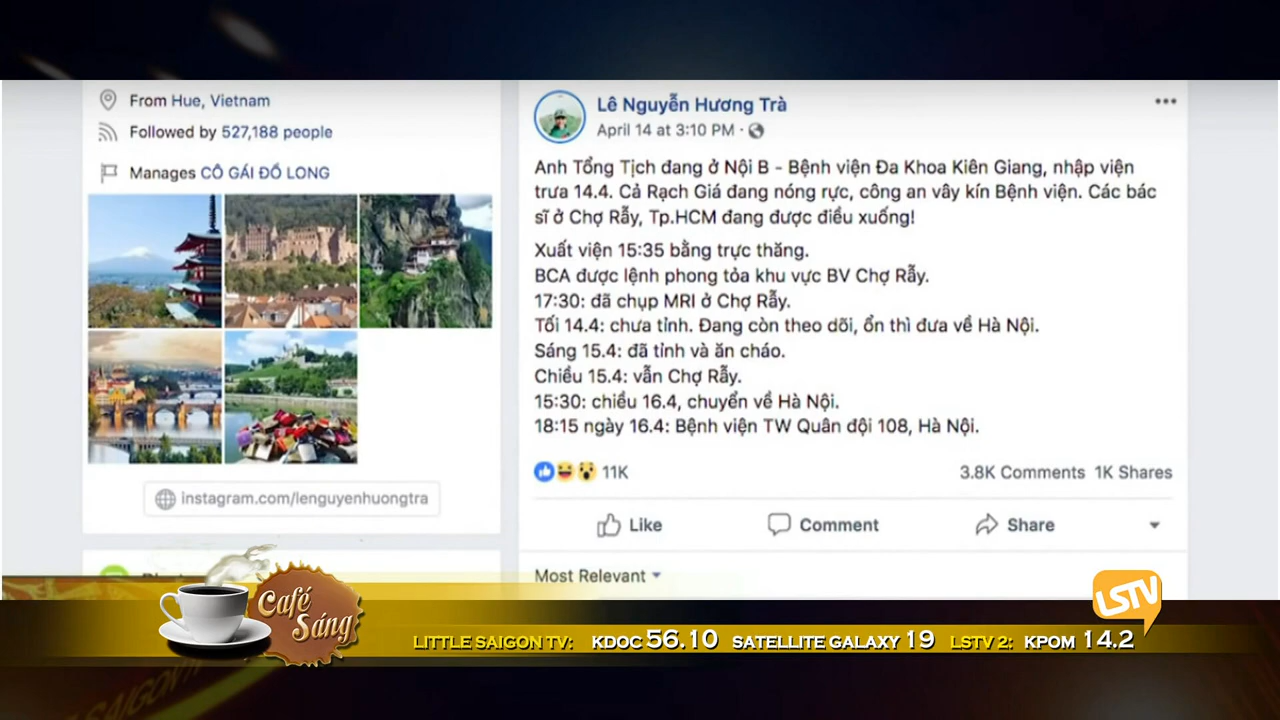 From Hue, Vietnam
Followed by 527,188 people
Manages CÔ GÁI ĐỒ LONG
instagram.com/lenguyenhuongtra
Lê Nguyễn Hương Trà
April 14 at 3:10 PM ·
Anh Tổng Tịch đang ở Nội B - Bệnh viện Đa Khoa Kiên Giang, nhập viện
trưa 14.4. Cả Rạch Giá đang nóng rực, công an vây kín Bệnh viện. Các bác
sĩ ở Chợ Rẫy, Tp.HCM đang được điều xuống!
Xuất viện 15:35 bằng trực thăng.
BCA được lệnh phong tỏa khu vực BV Chợ Rẫy.
17:30: đã chụp MRI ở Chợ Rẫy.
Tối 14.4: chưa tỉnh. Đang còn theo dõi, ổn thì đưa về Hà Nội.
Sáng 15.4: đã tỉnh và ăn cháo.
Chiều 15.4: vẫn Chợ Rẫy.
15:30: chiều 16.4, chuyển về Hà Nội.
18:15 ngày 16.4: Bệnh viện TW Quân đội 108, Hà Nội.
11K
3.8K Comments 1K Shares
Like Comment Share
Most Relevant
Café
Sáng
LSTV
LITTLE SAIGON TV: KDOC 56.10 SATELLITE GALAXY 19 LSTV 2: KPOM 14.2